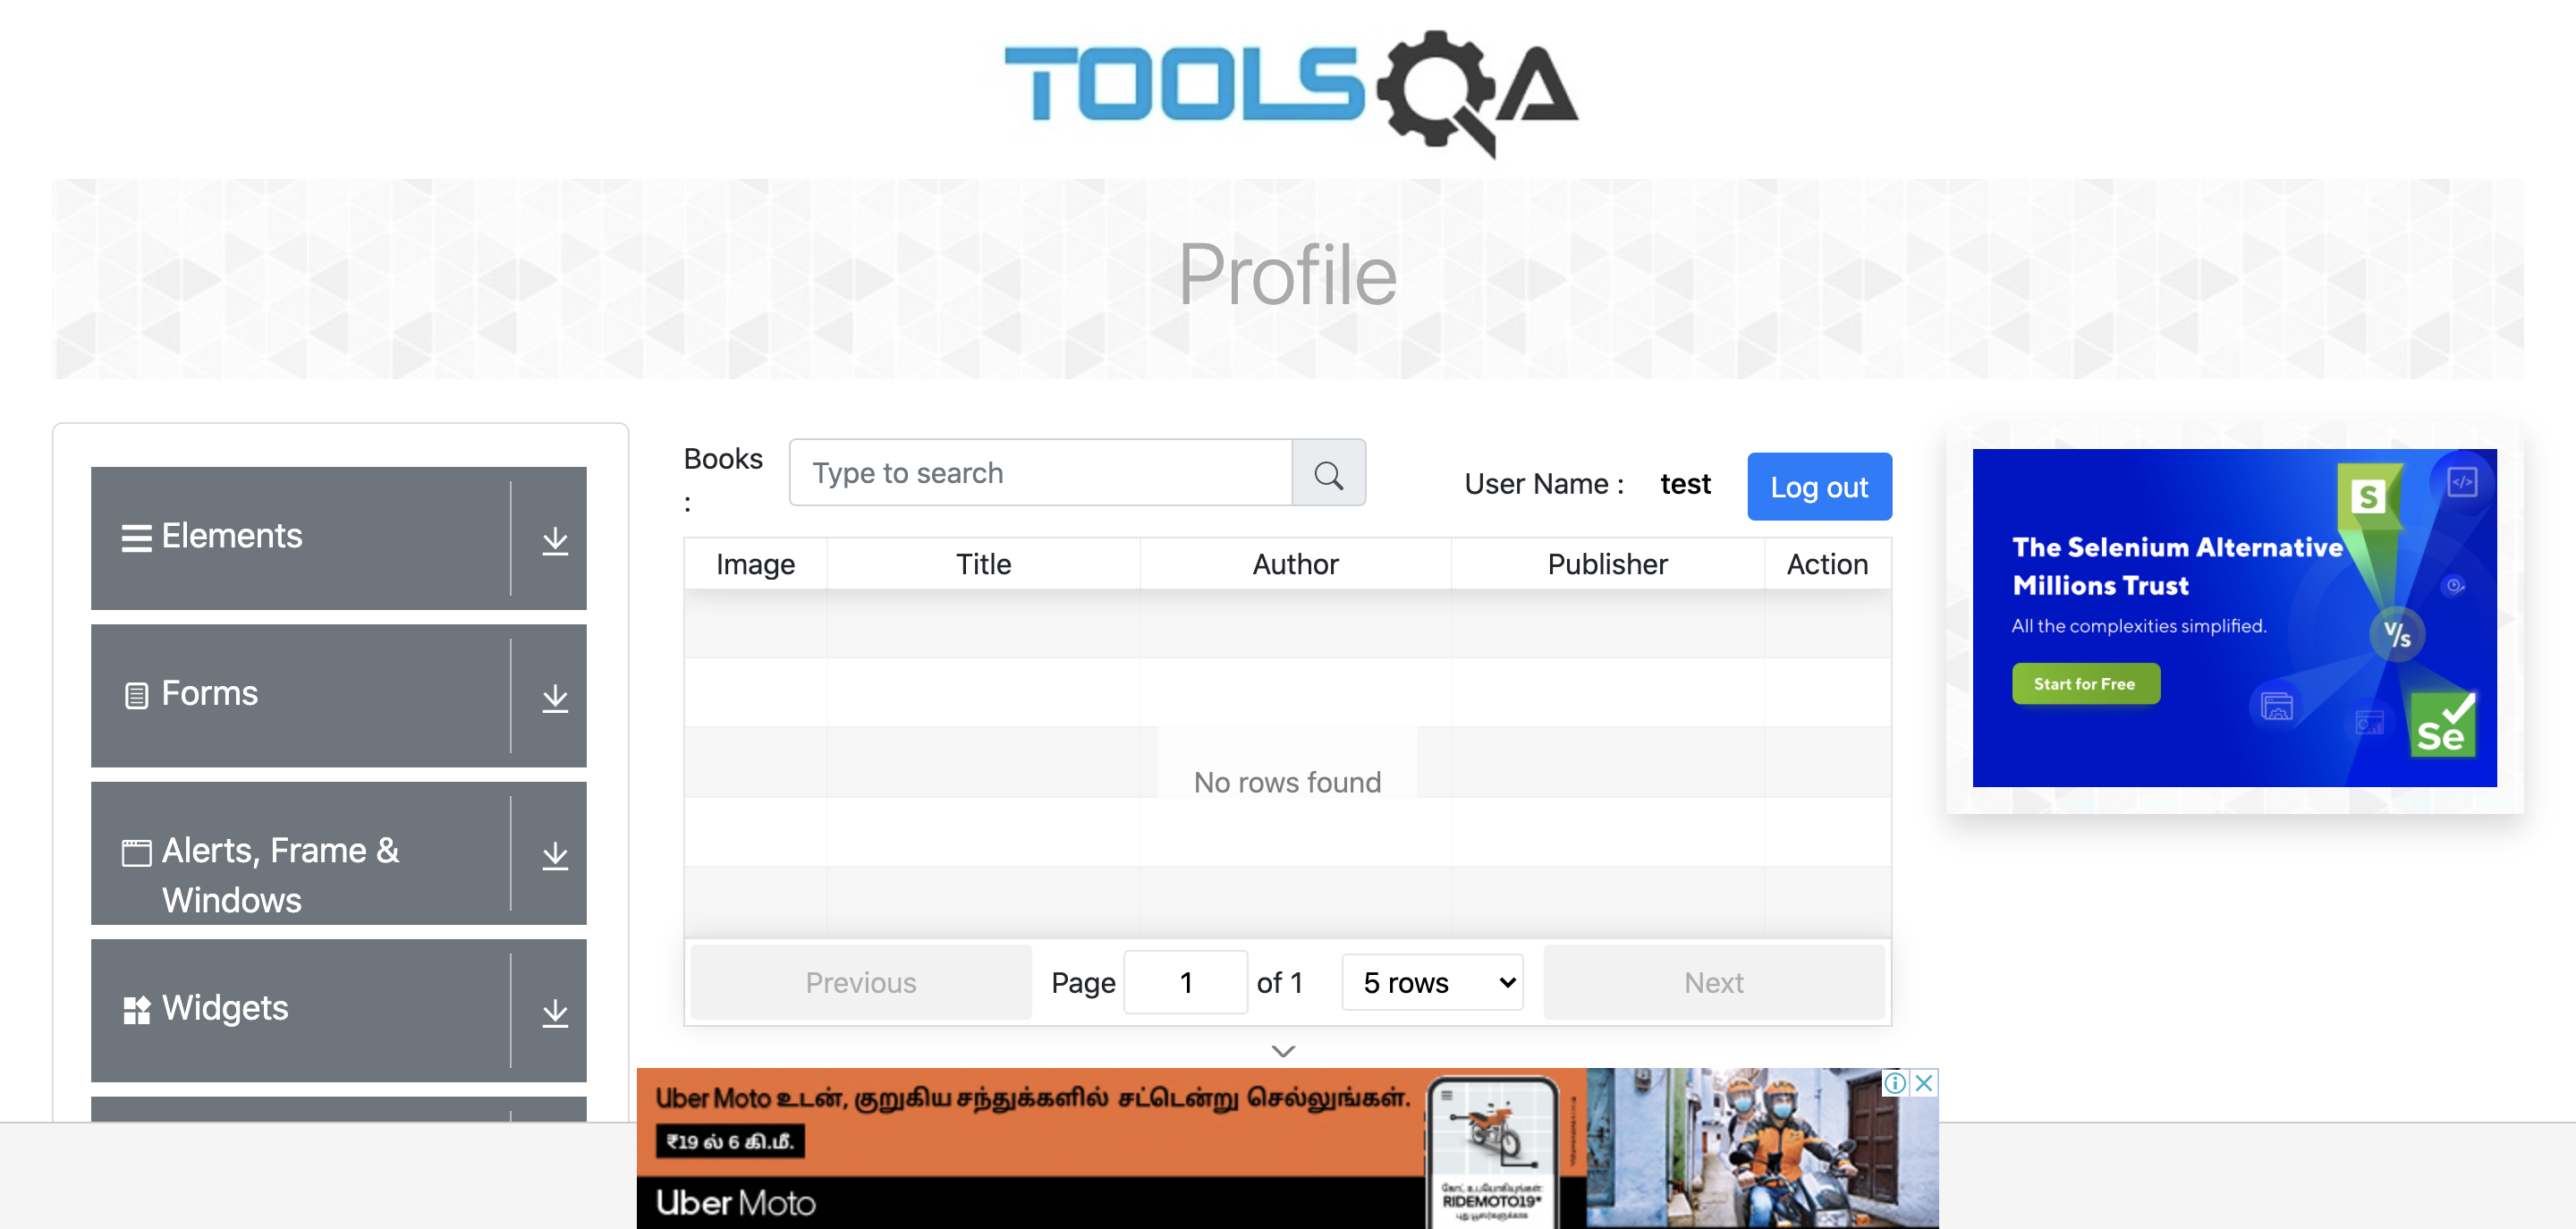 TOOLSQA
Profile
Elements
Forms
Alerts, Frame &
Windows
Widgets
Books
:
Type to search
User Name :
test
Log out
Image
Title
Author
Publisher
Action
No rows found
Previous
Page
1
of 1
5 rows
Next
The Selenium Alternative
Millions Trust
All the complexities simplified.
Start for Free
S
</>
V/s
Se
Uber Moto உடன், குறுகிய சந்துக்களில் சட்டென்று செல்லுங்கள்.
₹19 ல் 6 கி.மீ.
Uber Moto
RIDEMOTO19*